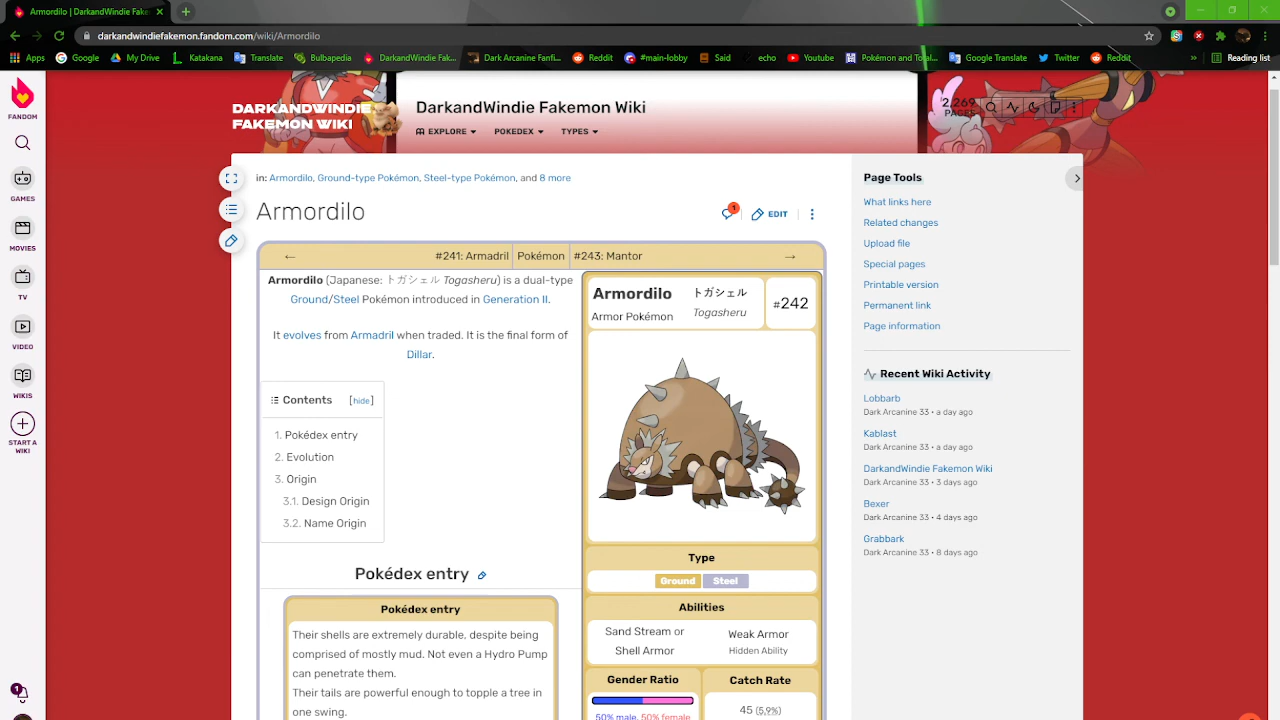 Armordilo | DarkandWindie Fake
darkandwindiefakemon.fandom.com/wiki/Armordilo
Apps Google My Drive Katakana Translate Bulbapedia DarkandWindie Fak... Dark Arcanine Fanfi... Reddit #main-lobby Said echo Youtube Pokémon and Total... Google Translate Twitter Reddit » Reading list
FANDOM
GAMES
MOVIES
TV
VIDEO
WIKIS
START A
WIKI
1
DARKANDWINDIE
FAKEMON WIKI
DarkandWindie Fakemon Wiki
EXPLORE POKEDEX TYPES
2,269
PAGES
in: Armordilo, Ground-type Pokémon, Steel-type Pokémon, and 8 more
Armordilo
1 EDIT
← #241: Armadril Pokémon #243: Mantor →
Armordilo (Japanese: トガシェル Togasheru) is a dual-type
Ground/Steel Pokémon introduced in Generation II.
It evolves from Armadril when traded. It is the final form of
Dillar.
Contents [hide]
1. Pokédex entry
2. Evolution
3. Origin
3.1. Design Origin
3.2. Name Origin
Pokédex entry
Pokédex entry
Their shells are extremely durable, despite being
comprised of mostly mud. Not even a Hydro Pump
can penetrate them.
Their tails are powerful enough to topple a tree in
one swing.
Armordilo トガシェル #242
Armor Pokémon Togasheru
Type
Ground Steel
Abilities
Sand Stream or
Shell Armor
Weak Armor
Hidden Ability
Gender Ratio
50% male, 50% female
Catch Rate
45 (5.9%)
Page Tools
What links here
Related changes
Upload file
Special pages
Printable version
Permanent link
Page information
Recent Wiki Activity
Lobbarb
Dark Arcanine 33 • a day ago
Kablast
Dark Arcanine 33 • a day ago
DarkandWindie Fakemon Wiki
Dark Arcanine 33 • 3 days ago
Bexer
Dark Arcanine 33 • 4 days ago
Grabbark
Dark Arcanine 33 • 8 days ago